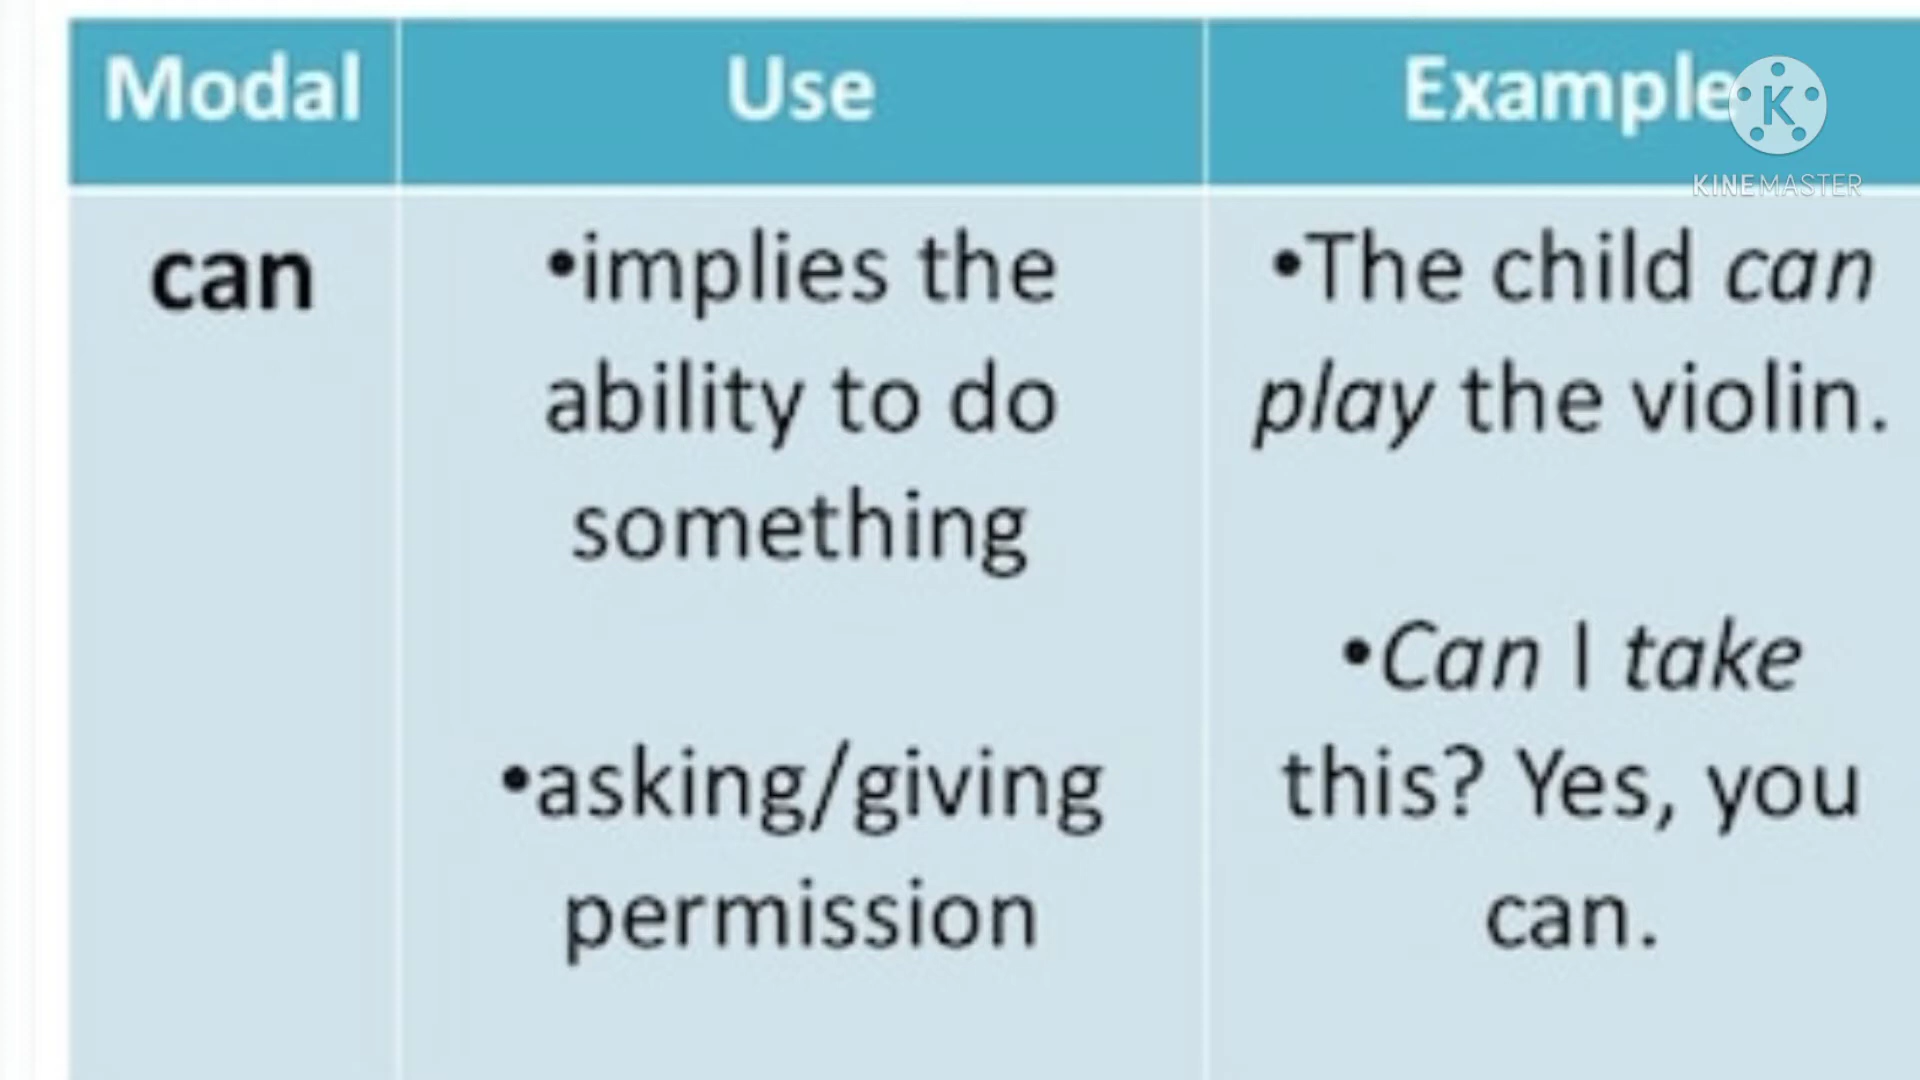 Modal
Use
Example
K
KINEMASTER
can
•implies the
ability to do
something
•asking/giving
permission
•The child can
play the violin.
•Can I take
this? Yes, you
can.